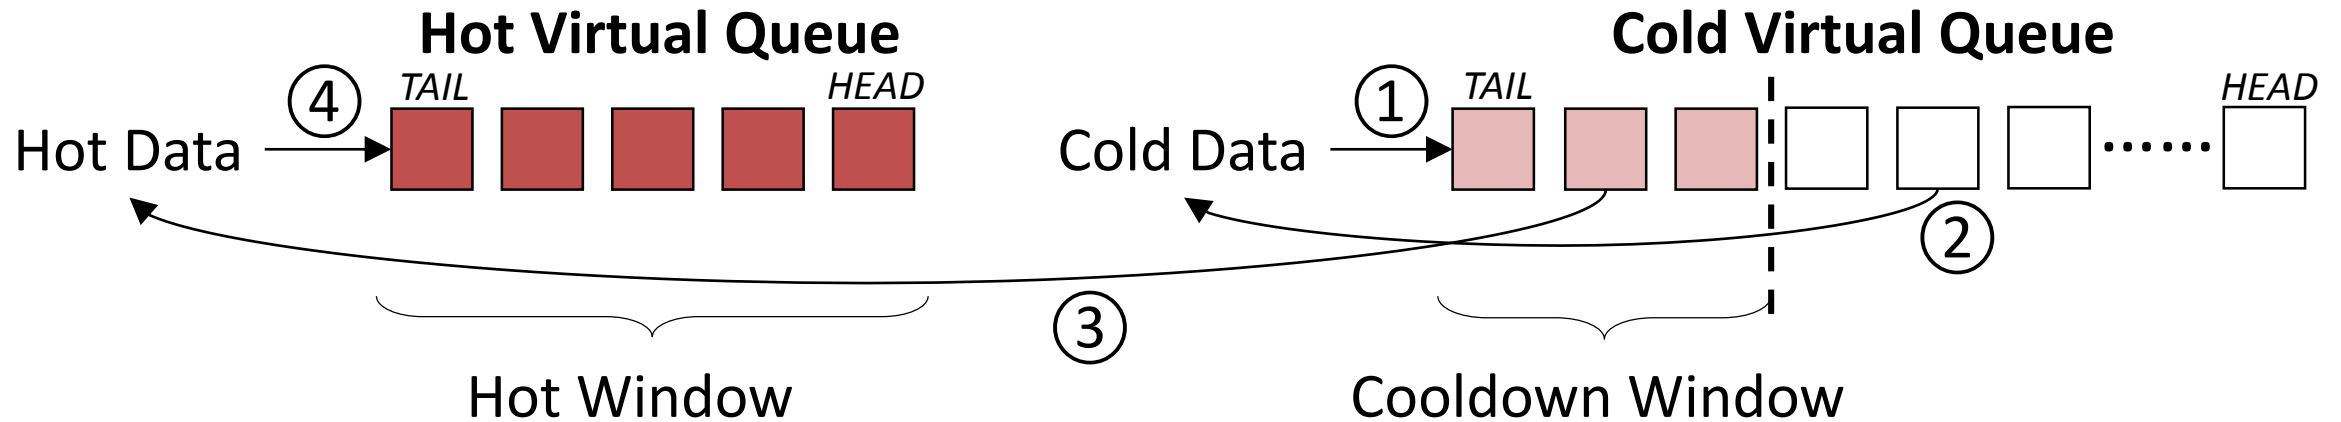 Hot Virtual Queue
Cold Virtual Queue
④
TAIL
HEAD
①
TAIL
HEAD
Hot Data
Cold Data
②
③
Hot Window
Cooldown Window